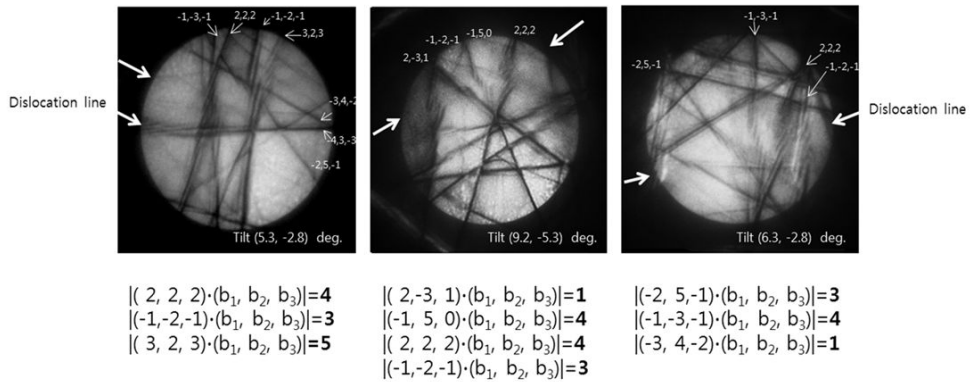 -1,-3,-1
2,2,2
-1,-2,-1
3,2,3
Dislocation line
-3,4,-2
4,3,-3
-2,5,-1
Tilt (5.3, -2.8) deg.
-1,5,0
2,2,2
-1,-2,-1
2,-3,1
Tilt (9.2, -5.3) deg.
-1,-3,-1
2,2,2
-2,5,-1
-1,-2,-1
Dislocation line
Tilt (6.3, -2.8) deg.
|( 2, 2, 2)·(b₁, b₂, b₃)|=4
|(-1,-2,-1)·(b₁, b₂, b₃)|=3
|( 3, 2, 3)·(b₁, b₂, b₃)|=5
|( 2,-3, 1)·(b₁, b₂, b₃)|=1
|(-1, 5, 0)·(b₁, b₂, b₃)|=4
|( 2, 2, 2)·(b₁, b₂, b₃)|=4
|(-1,-2,-1)·(b₁, b₂, b₃)|=3
|(-2, 5,-1)·(b₁, b₂, b₃)|=3
|(-1,-3,-1)·(b₁, b₂, b₃)|=4
|(-3, 4,-2)·(b₁, b₂, b₃)|=1